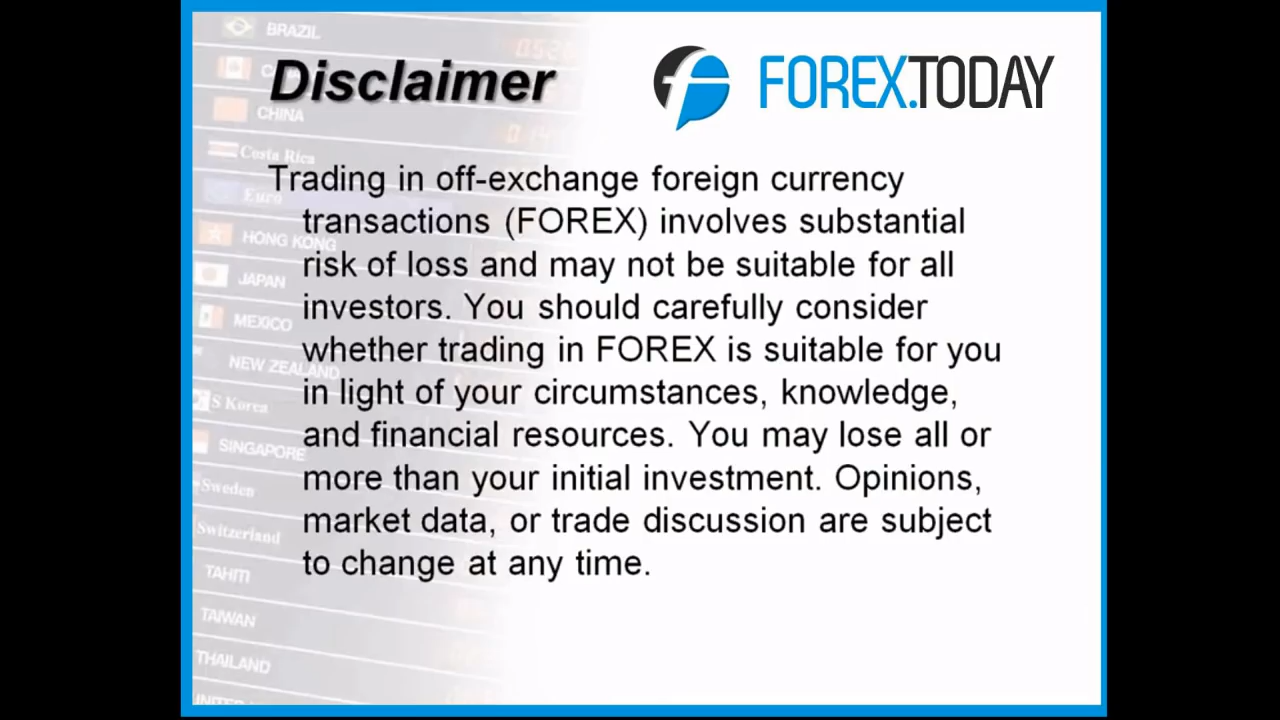 Disclaimer
FOREX.TODAY
Trading in off-exchange foreign currency
transactions (FOREX) involves substantial
risk of loss and may not be suitable for all
investors. You should carefully consider
whether trading in FOREX is suitable for you
in light of your circumstances, knowledge,
and financial resources. You may lose all or
more than your initial investment. Opinions,
market data, or trade discussion are subject
to change at any time.
BRAZIL
CHINA
Costa Rica
Euro
HONG KONG
JAPAN
MEXICO
NEW ZEALAND
S Korea
SINGAPORE
Sweden
Switzerland
TAHITI
TAIWAN
THAILAND